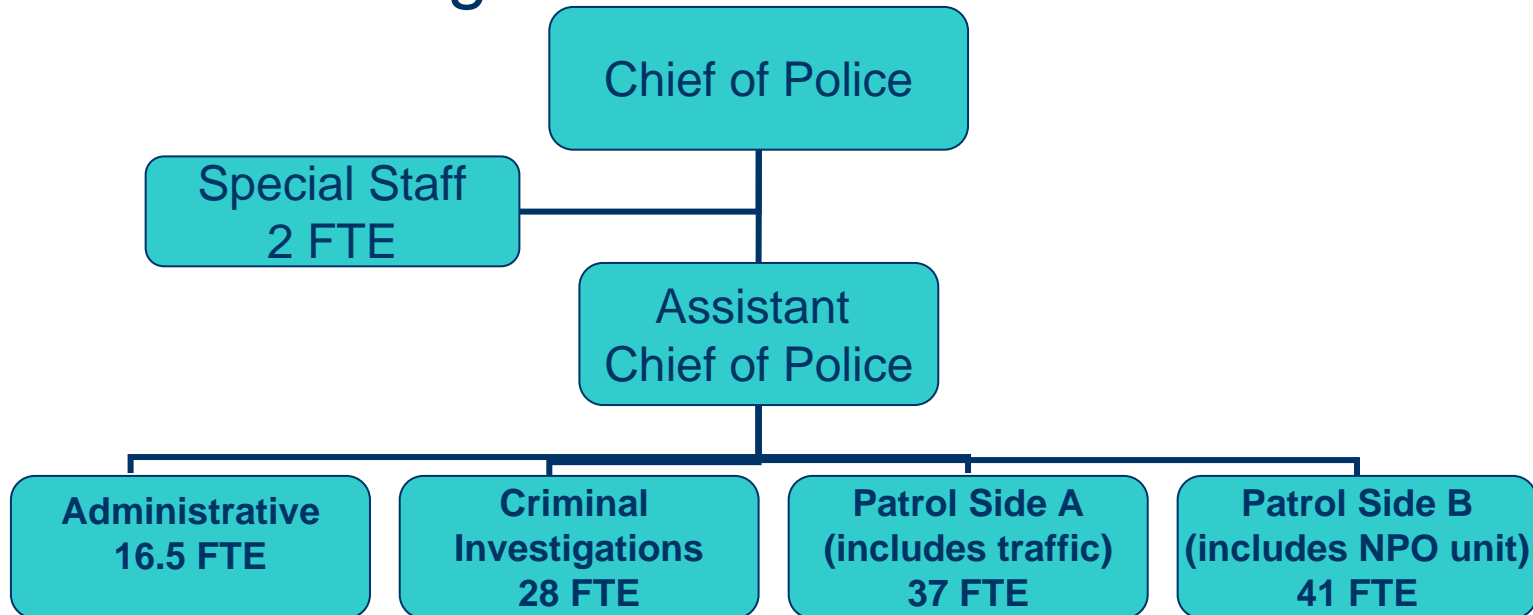 Chief of Police
Special Staff
2 FTE
Assistant
Chief of Police
Administrative
16.5 FTE
Criminal
Investigations
28 FTE
Patrol Side A
(includes traffic)
37 FTE
Patrol Side B
(includes NPO unit)
41 FTE